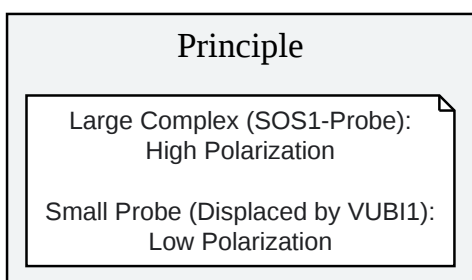 Principle
Large Complex (SOS1-Probe):
High Polarization
Small Probe (Displaced by VUBI1):
Low Polarization